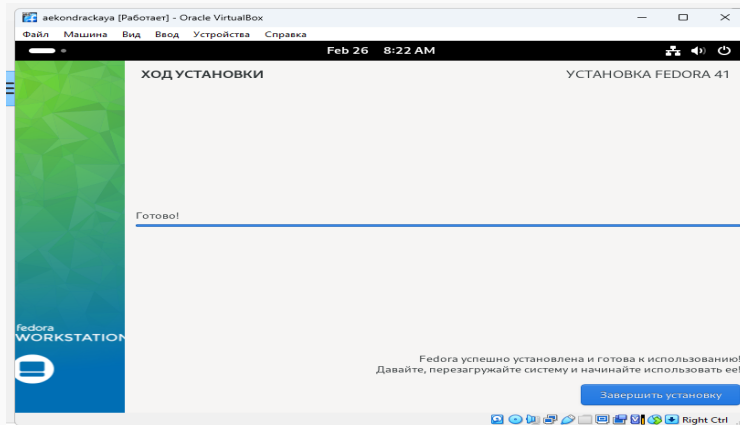 aekondrackaya [Работает] - Oracle VirtualBox
Файл Машина Вид Ввод Устройства Справка
Feb 26 8:22 AM
ХОД УСТАНОВКИ
УСТАНОВКА FEDORA 41
Готово!
fedora
WORKSTATION
Fedora успешно установлена и готова к использованию!
Давайте, перезагружайте систему и начинайте использовать ее!
Завершить установку
Right Ctrl